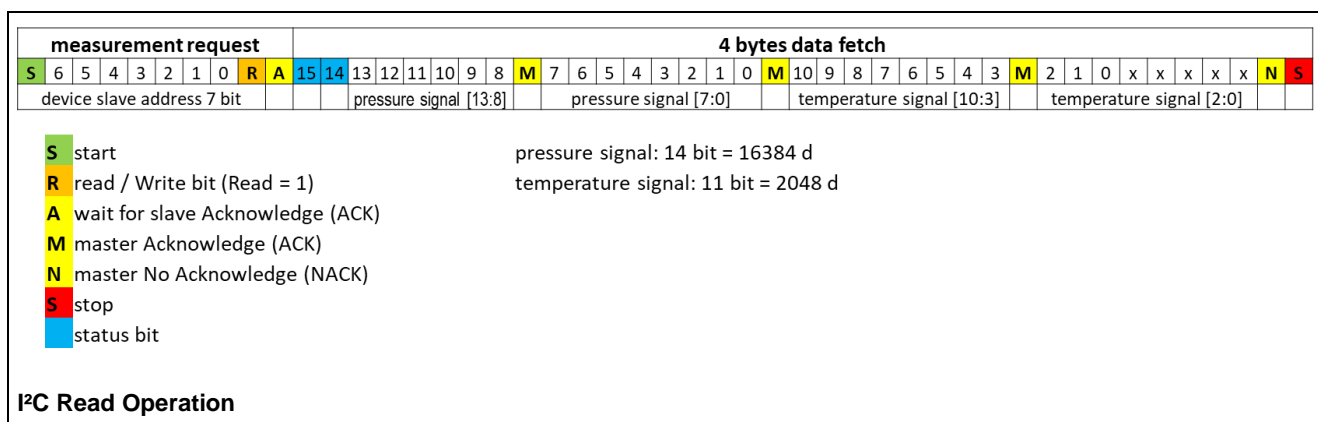 measurement request 4 bytes data fetch
S 6 5 4 3 2 1 0 R A 15 14 13 12 11 10 9 8 M 7 6 5 4 3 2 1 0 M 10 9 8 7 6 5 4 3 M 2 1 0 x x x x x N S
device slave address 7 bit pressure signal [13:8] pressure signal [7:0] temperature signal [10:3] temperature signal [2:0]
S start pressure signal: 14 bit = 16384 d
R read / Write bit (Read = 1) temperature signal: 11 bit = 2048 d
A wait for slave Acknowledge (ACK)
M master Acknowledge (ACK)
N master No Acknowledge (NACK)
S stop
status bit
I²C Read Operation